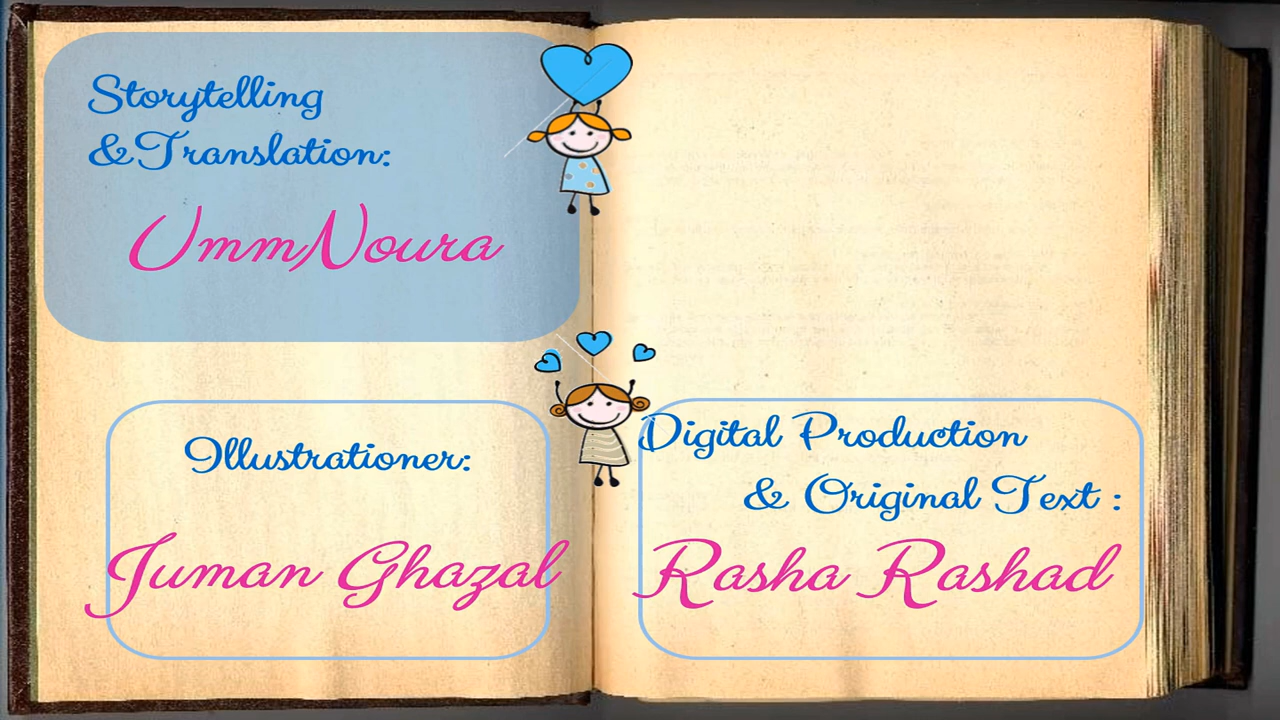 Storytelling
&Translation:
UmmNoura
Illustrationer:
Juman Ghazal
Digital Production
& Original Text :
Rasha Rashad